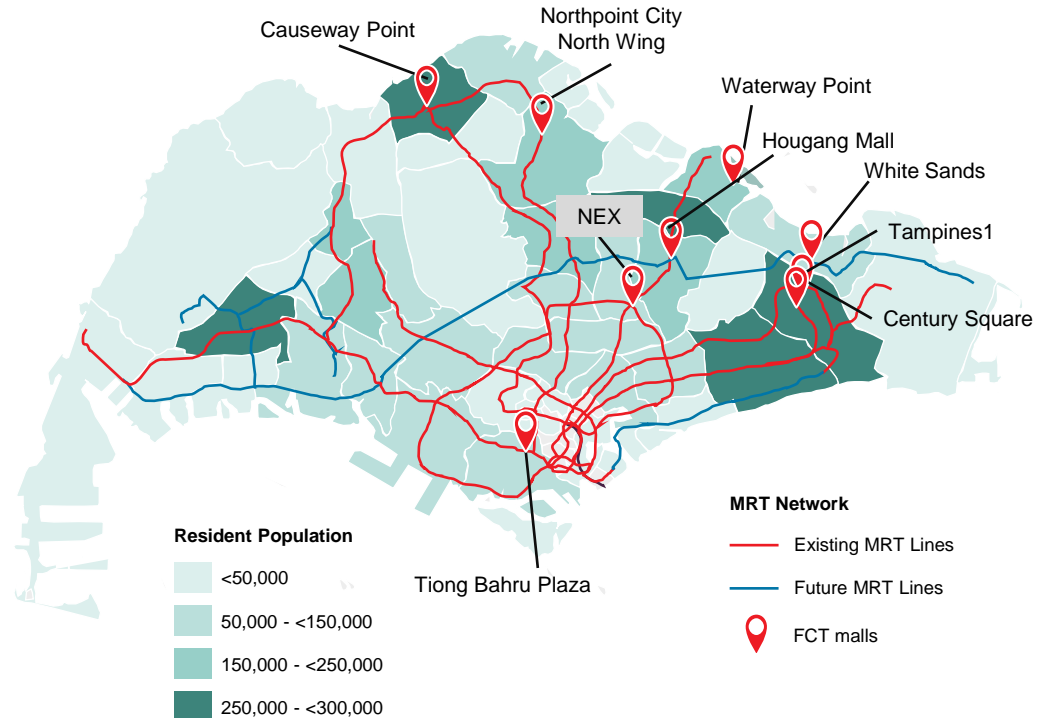 Northpoint City
North Wing
Causeway Point
Waterway Point
Hougang Mall
White Sands
NEX
Tampines1
Century Square
Tiong Bahru Plaza
Resident Population
<50,000
50,000 - <150,000
150,000 - <250,000
250,000 - <300,000
MRT Network
Existing MRT Lines
Future MRT Lines
FCT malls